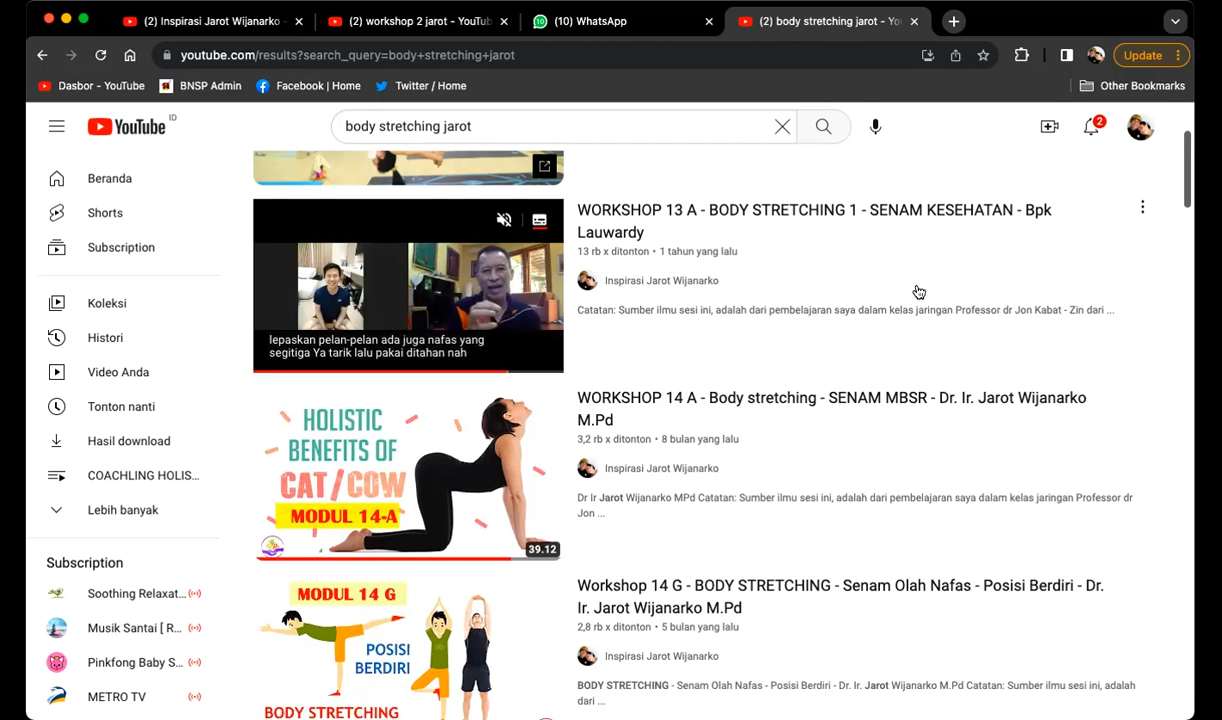 (2) Inspirasi Jarot Wijanarko -
(2) workshop 2 jarot - YouTub
(10) WhatsApp
(2) body stretching jarot - Yo
youtube.com/results?search_query=body+stretching+jarot
Update
Dasbor - YouTube
BNSP Admin
Facebook | Home
Twitter / Home
Other Bookmarks
YouTube ID
body stretching jarot
2
Beranda
Shorts
Subscription
Koleksi
Histori
Video Anda
Tonton nanti
Hasil download
COACHLING HOLIS...
Lebih banyak
Subscription
Soothing Relaxat...
Musik Santai [ R...
Pinkfong Baby S...
METRO TV
lepaskan pelan-pelan ada juga nafas yang
segitiga Ya tarik lalu pakai ditahan nah
WORKSHOP 13 A - BODY STRETCHING 1 - SENAM KESEHATAN - Bpk
Lauwardy
13 rb x ditonton • 1 tahun yang lalu
Inspirasi Jarot Wijanarko
Catatan: Sumber ilmu sesi ini, adalah dari pembelajaran saya dalam kelas jaringan Professor dr Jon Kabat - Zin dari ...
HOLISTIC
BENEFITS OF
CAT/COW
MODUL 14-A
39.12
WORKSHOP 14 A - Body stretching - SENAM MBSR - Dr. Ir. Jarot Wijanarko
M.Pd
3,2 rb x ditonton • 8 bulan yang lalu
Inspirasi Jarot Wijanarko
Dr Ir Jarot Wijanarko MPd Catatan: Sumber ilmu sesi ini, adalah dari pembelajaran saya dalam kelas jaringan Professor dr
Jon ...
MODUL 14 G
POSISI
BERDIRI
BODY STRETCHING
Workshop 14 G - BODY STRETCHING - Senam Olah Nafas - Posisi Berdiri - Dr.
Ir. Jarot Wijanarko M.Pd
2,8 rb x ditonton • 5 bulan yang lalu
Inspirasi Jarot Wijanarko
BODY STRETCHING - Senam Olah Nafas - Posisi Berdiri - Dr. Ir. Jarot Wijanarko M.Pd Catatan: Sumber ilmu sesi ini, adalah
dari ...